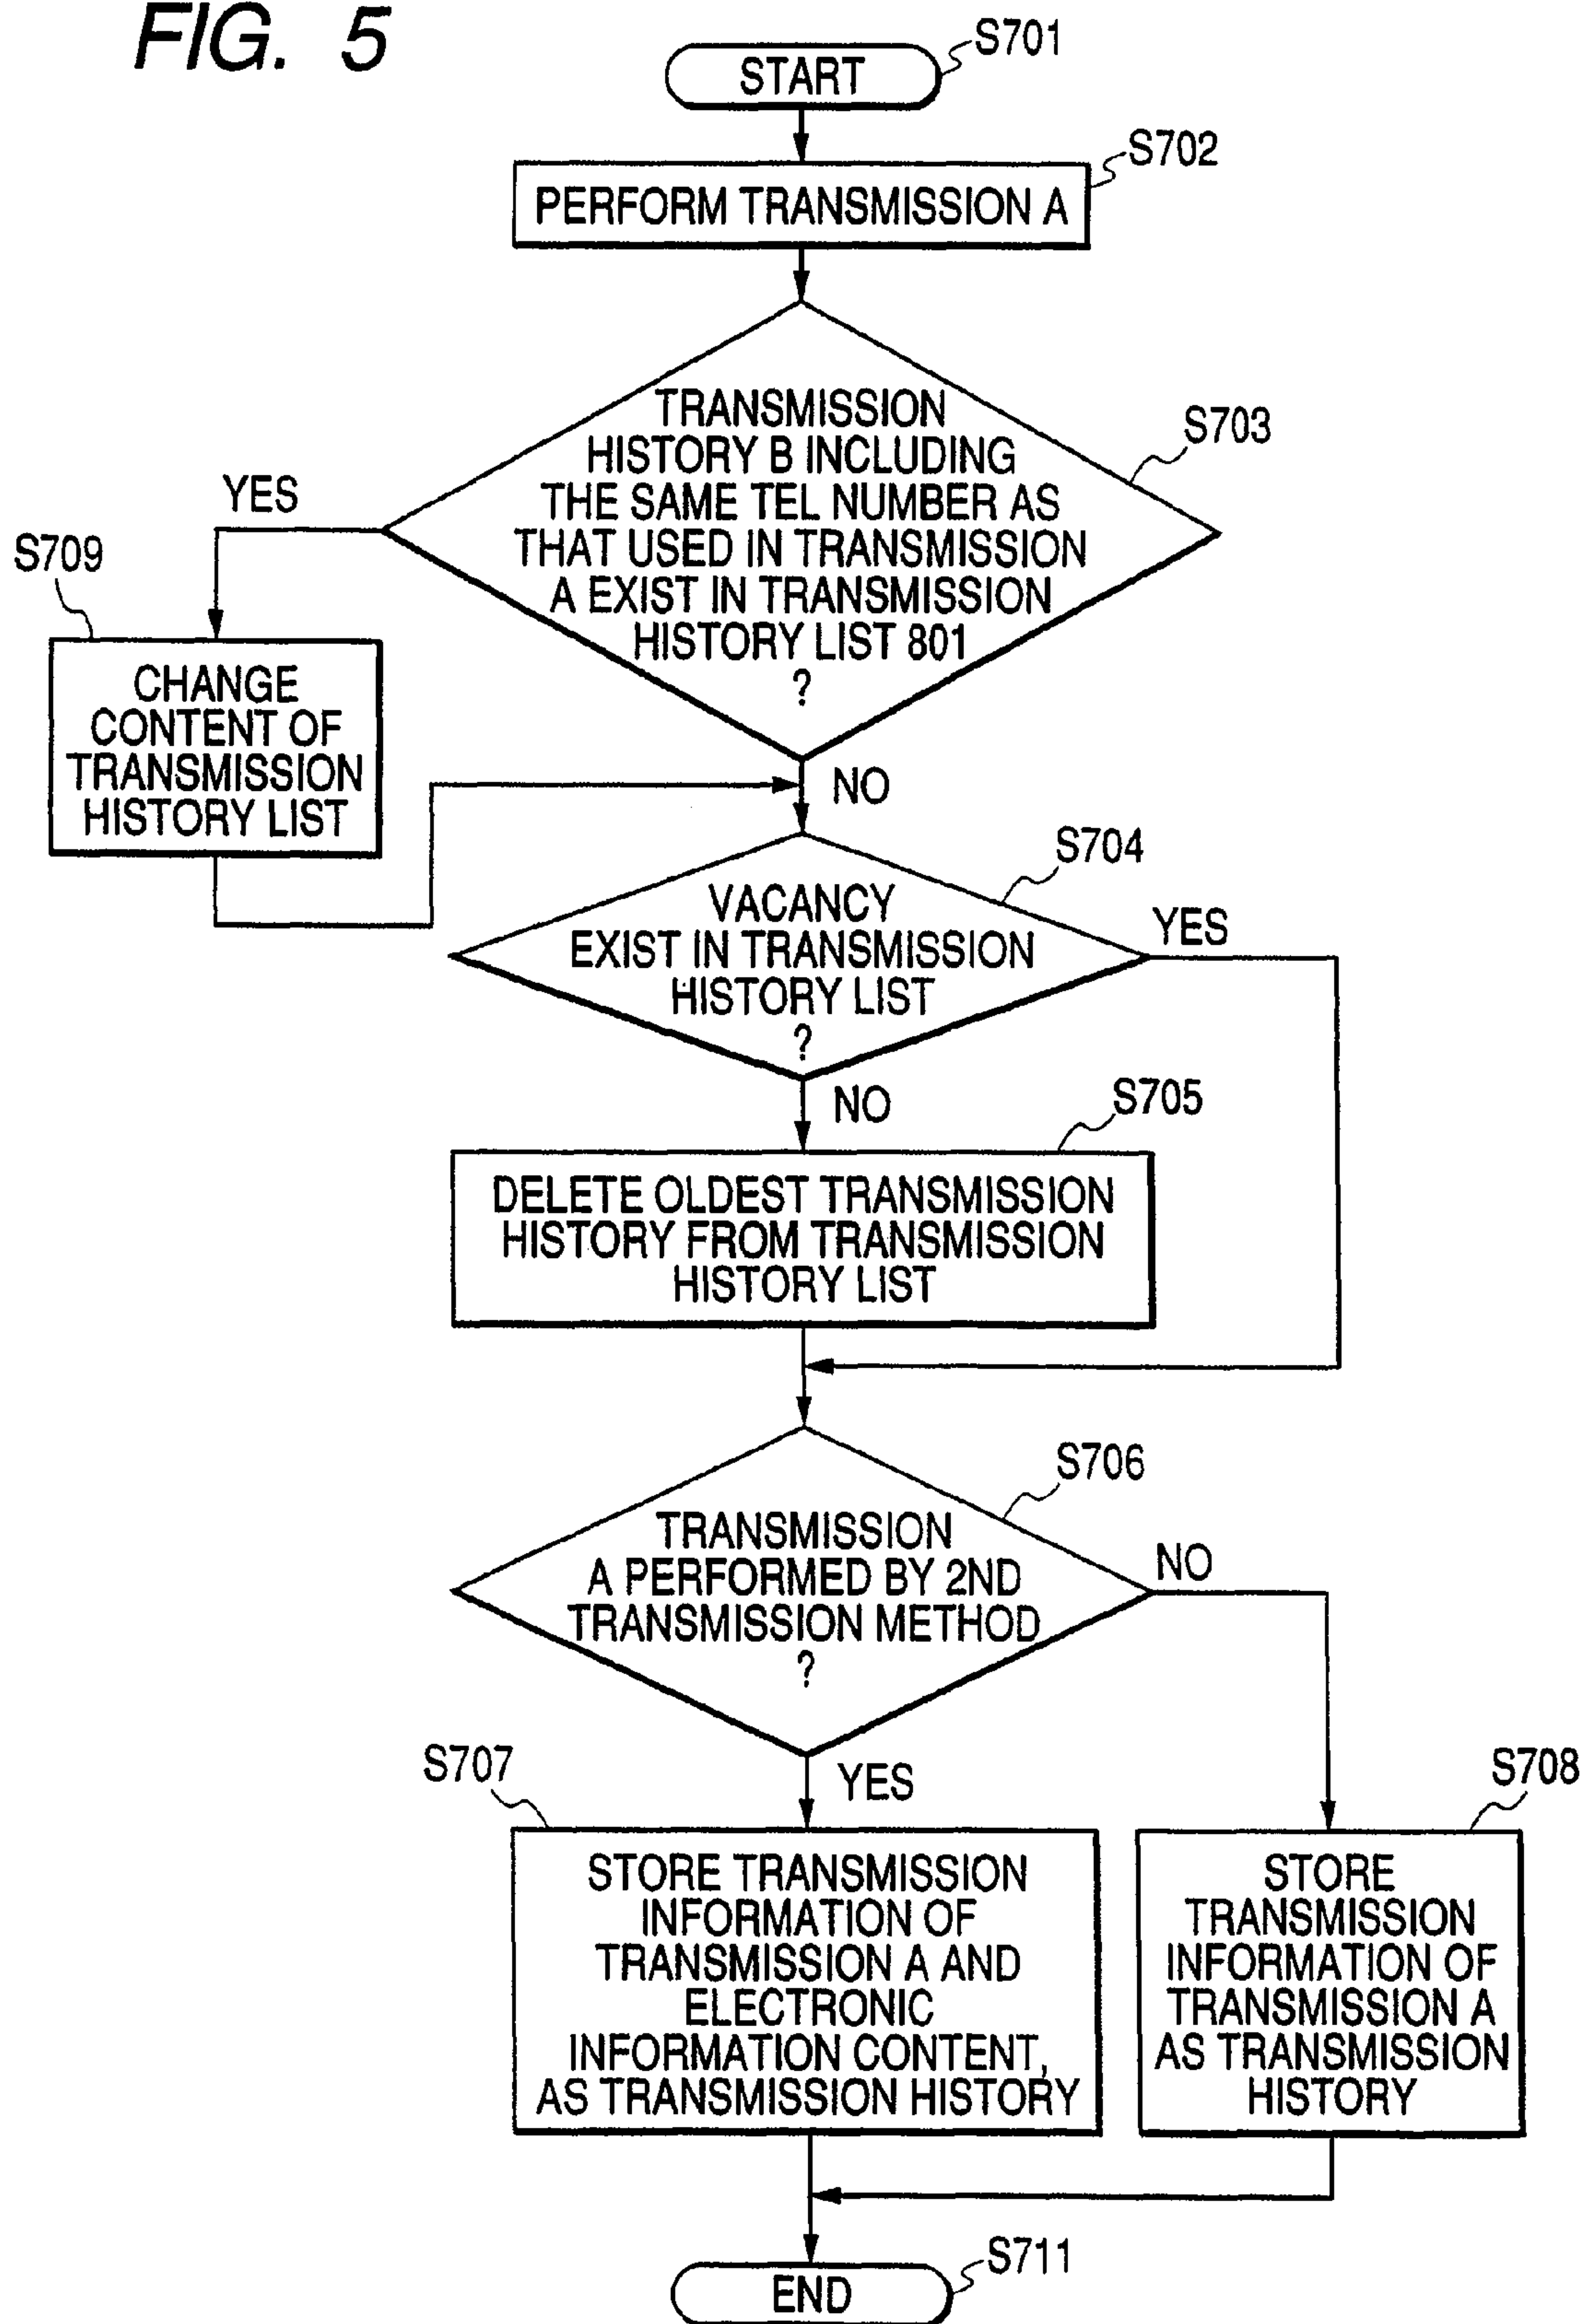 FIG. 5
START
S701
PERFORM TRANSMISSION A
S702
TRANSMISSION
HISTORY B INCLUDING
THE SAME TEL NUMBER AS
THAT USED IN TRANSMISSION
A EXIST IN TRANSMISSION
HISTORY LIST 801
?
S703
YES
S709
CHANGE
CONTENT OF
TRANSMISSION
HISTORY LIST
NO
S704
VACANCY
EXIST IN TRANSMISSION
HISTORY LIST
?
YES
NO
S705
DELETE OLDEST TRANSMISSION
HISTORY FROM TRANSMISSION
HISTORY LIST
S706
TRANSMISSION
A PERFORMED BY 2ND
TRANSMISSION METHOD
?
NO
YES
S707
STORE TRANSMISSION
INFORMATION OF
TRANSMISSION A AND
ELECTRONIC
INFORMATION CONTENT,
AS TRANSMISSION HISTORY
S708
STORE
TRANSMISSION
INFORMATION OF
TRANSMISSION A
AS TRANSMISSION
HISTORY
S711
END